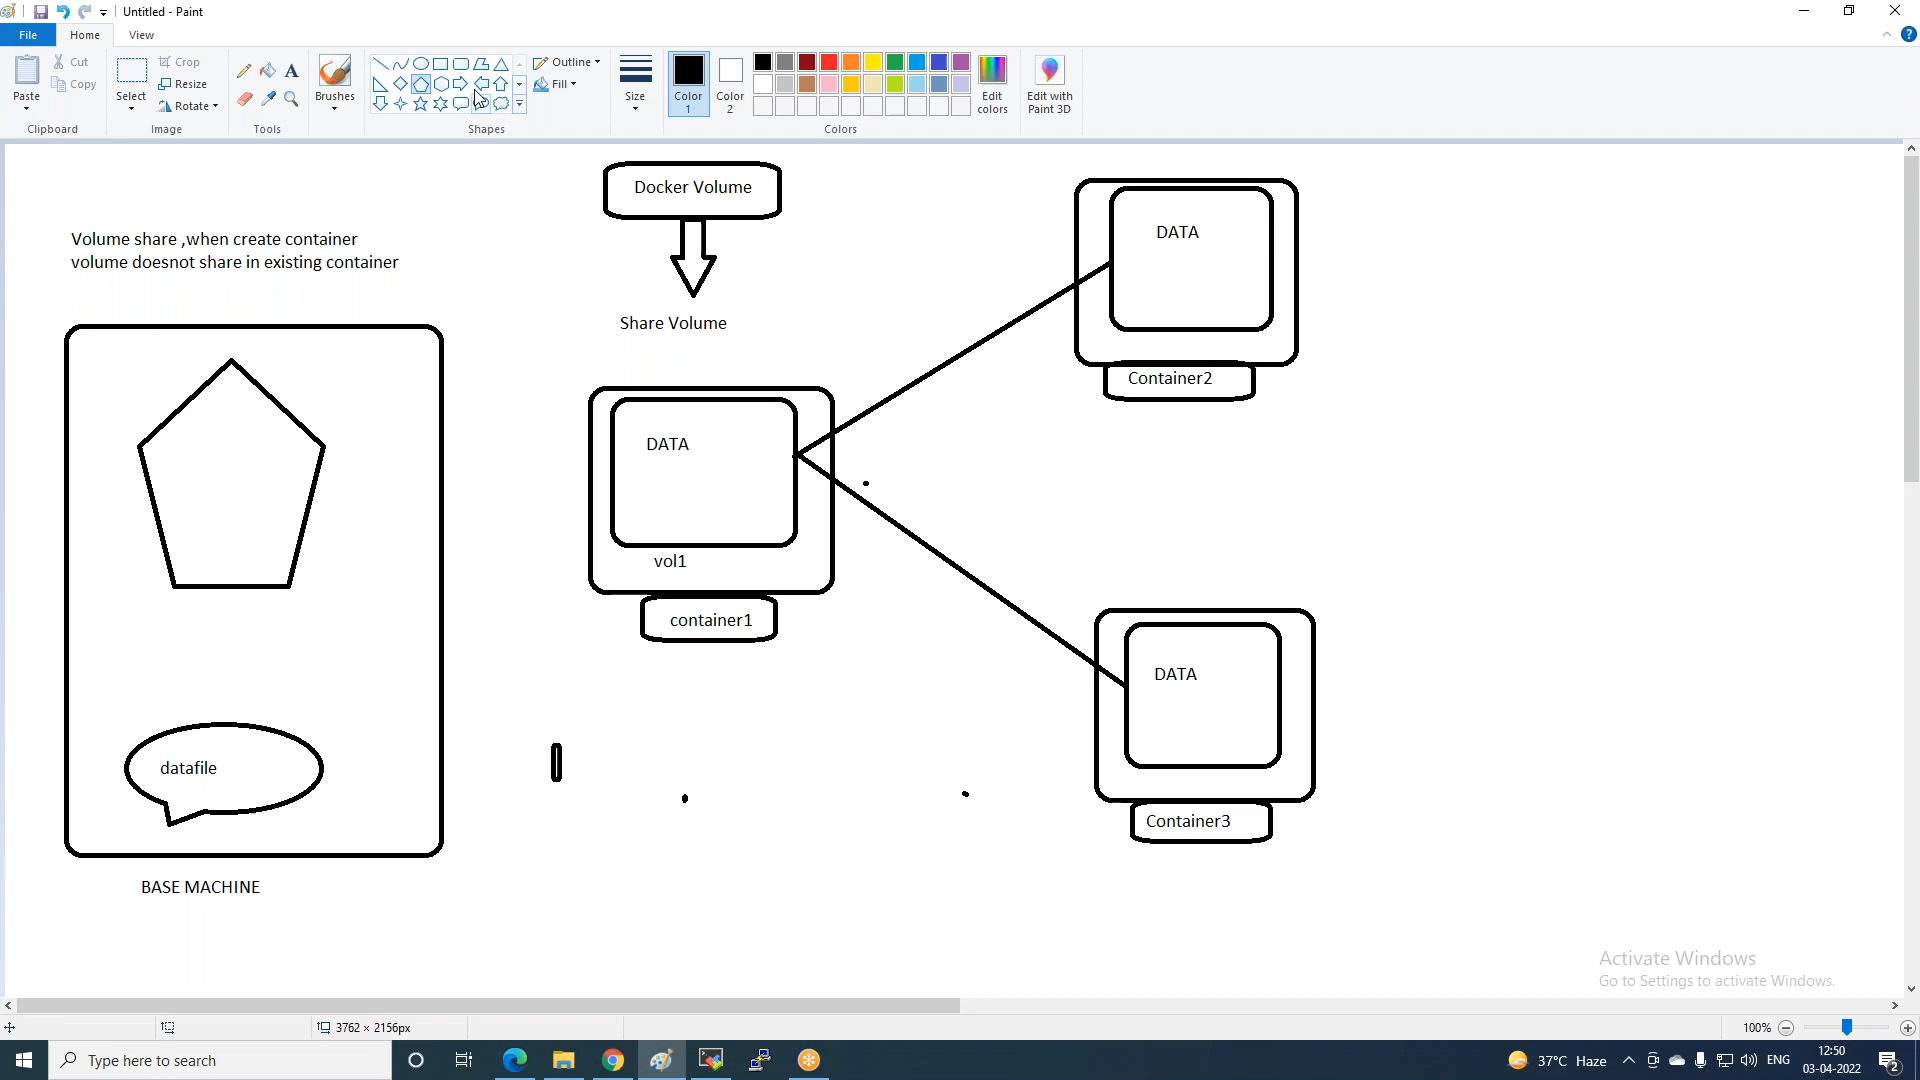 Untitled - Paint
File
Home
View
Paste
Cut
Copy
Clipboard
Select
Crop
Resize
Rotate
Image
Tools
Brushes
Shapes
Outline
Fill
Size
Color
1
Color
2
Colors
Edit
colors
Edit with
Paint 3D
Docker Volume
Share Volume
Volume share ,when create container
volume doesnot share in existing container
datafile
BASE MACHINE
DATA
vol1
container1
DATA
Container2
DATA
Container3
Activate Windows
Go to Settings to activate Windows.
3762 × 2156px
100%
Type here to search
37°C Haze
ENG
12:50
03-04-2022
2